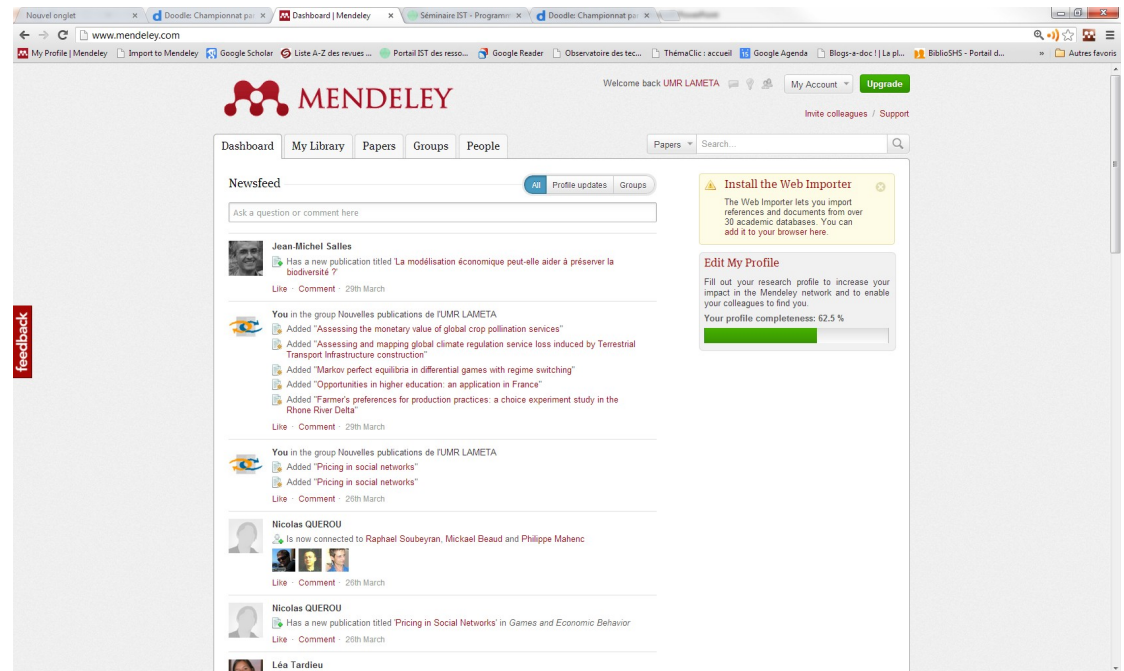 Nouvel onglet
Doodle: Championnat par
Dashboard | Mendeley
Séminaire IST - Programm
Doodle: Championnat par
www.mendeley.com
My Profile | Mendeley Import to Mendeley Google Scholar Liste A-Z des revues ... Portail IST des resso... Google Reader Observatoire des tec... ThémaClic : accueil Google Agenda Blogs-a-doc ! | La pl... BiblioSHS - Portail d... » Autres favoris
MENDELEY
Welcome back UMR LAMETA
My Account
Upgrade
Invite colleagues / Support
Dashboard My Library Papers Groups People
Papers Search...
Newsfeed
All Profile updates Groups
Ask a question or comment here
Jean-Michel Salles
Has a new publication titled 'La modélisation économique peut-elle aider à préserver la
biodiversité ?'
Like · Comment · 29th March
You in the group Nouvelles publications de l'UMR LAMETA
Added "Assessing the monetary value of global crop pollination services"
Added "Assessing and mapping global climate regulation service loss induced by Terrestrial
Transport Infrastructure construction"
Added "Markov perfect equilibria in differential games with regime switching"
Added "Opportunities in higher education: an application in France"
Added "Farmer's preferences for production practices: a choice experiment study in the
Rhone River Delta"
Like · Comment · 29th March
You in the group Nouvelles publications de l'UMR LAMETA
Added "Pricing in social networks"
Added "Pricing in social networks"
Like · Comment · 26th March
Nicolas QUEROU
Is now connected to Raphael Soubeyran, Mickael Beaud and Philippe Mahenc
Like · Comment · 26th March
Nicolas QUEROU
Has a new publication titled 'Pricing in Social Networks' in Games and Economic Behavior
Like · Comment · 26th March
Léa Tardieu
Install the Web Importer
The Web Importer lets you import
references and documents from over
30 academic databases. You can
add it to your browser here.
Edit My Profile
Fill out your research profile to increase your
impact in the Mendeley network and to enable
your colleagues to find you.
Your profile completeness: 62.5 %
feedback